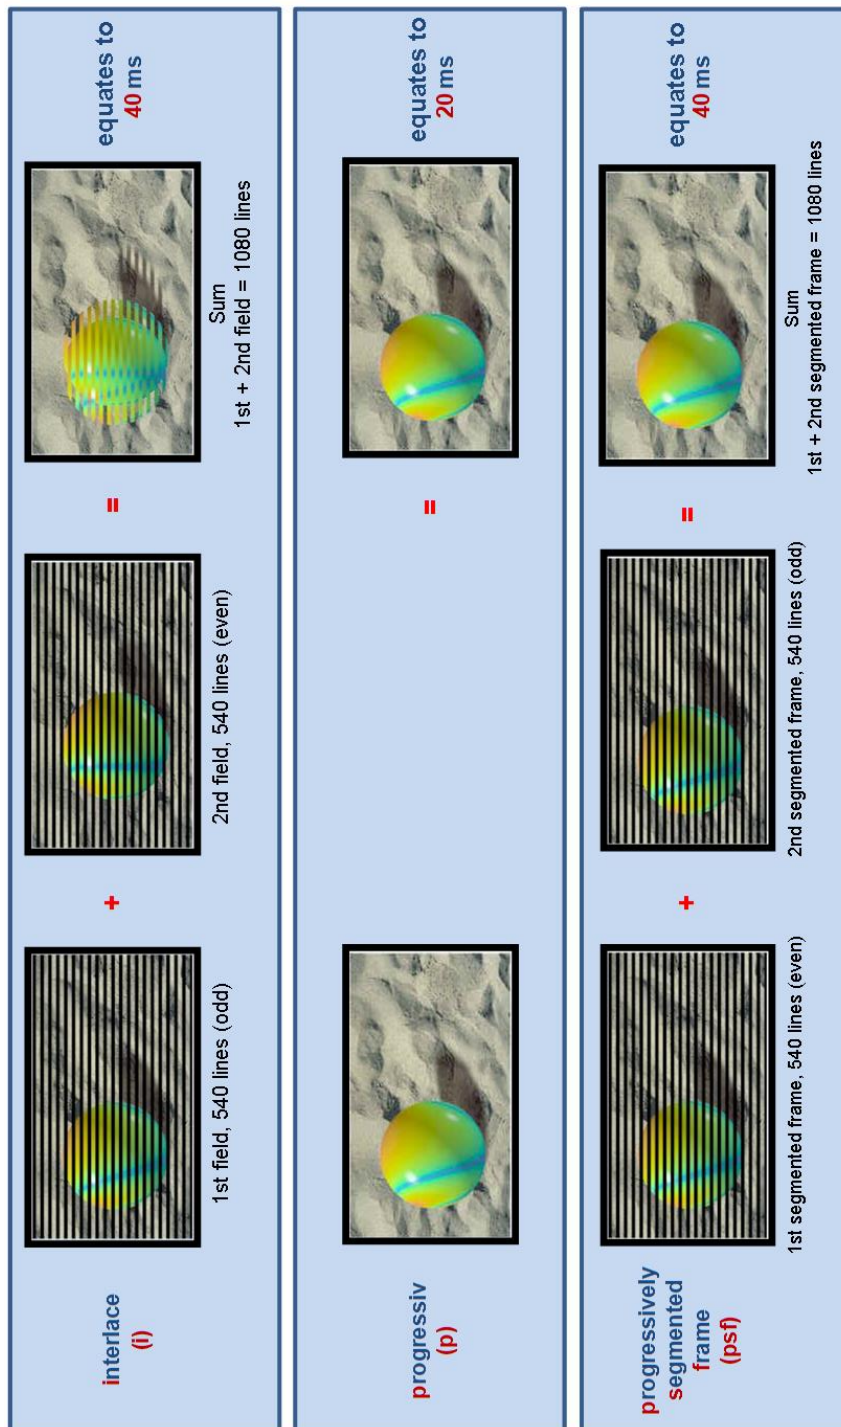 interlace
(i)
1st field, 540 lines (odd)
+
2nd field, 540 lines (even)
=
Sum
1st + 2nd field = 1080 lines
equates to
40 ms
progressiv
(p)
=
equates to
20 ms
progressively
segmented
frame
(psf)
1st segmented frame, 540 lines (even)
+
2nd segmented frame, 540 lines (odd)
=
Sum
1st + 2nd segmented frame = 1080 lines
equates to
40 ms